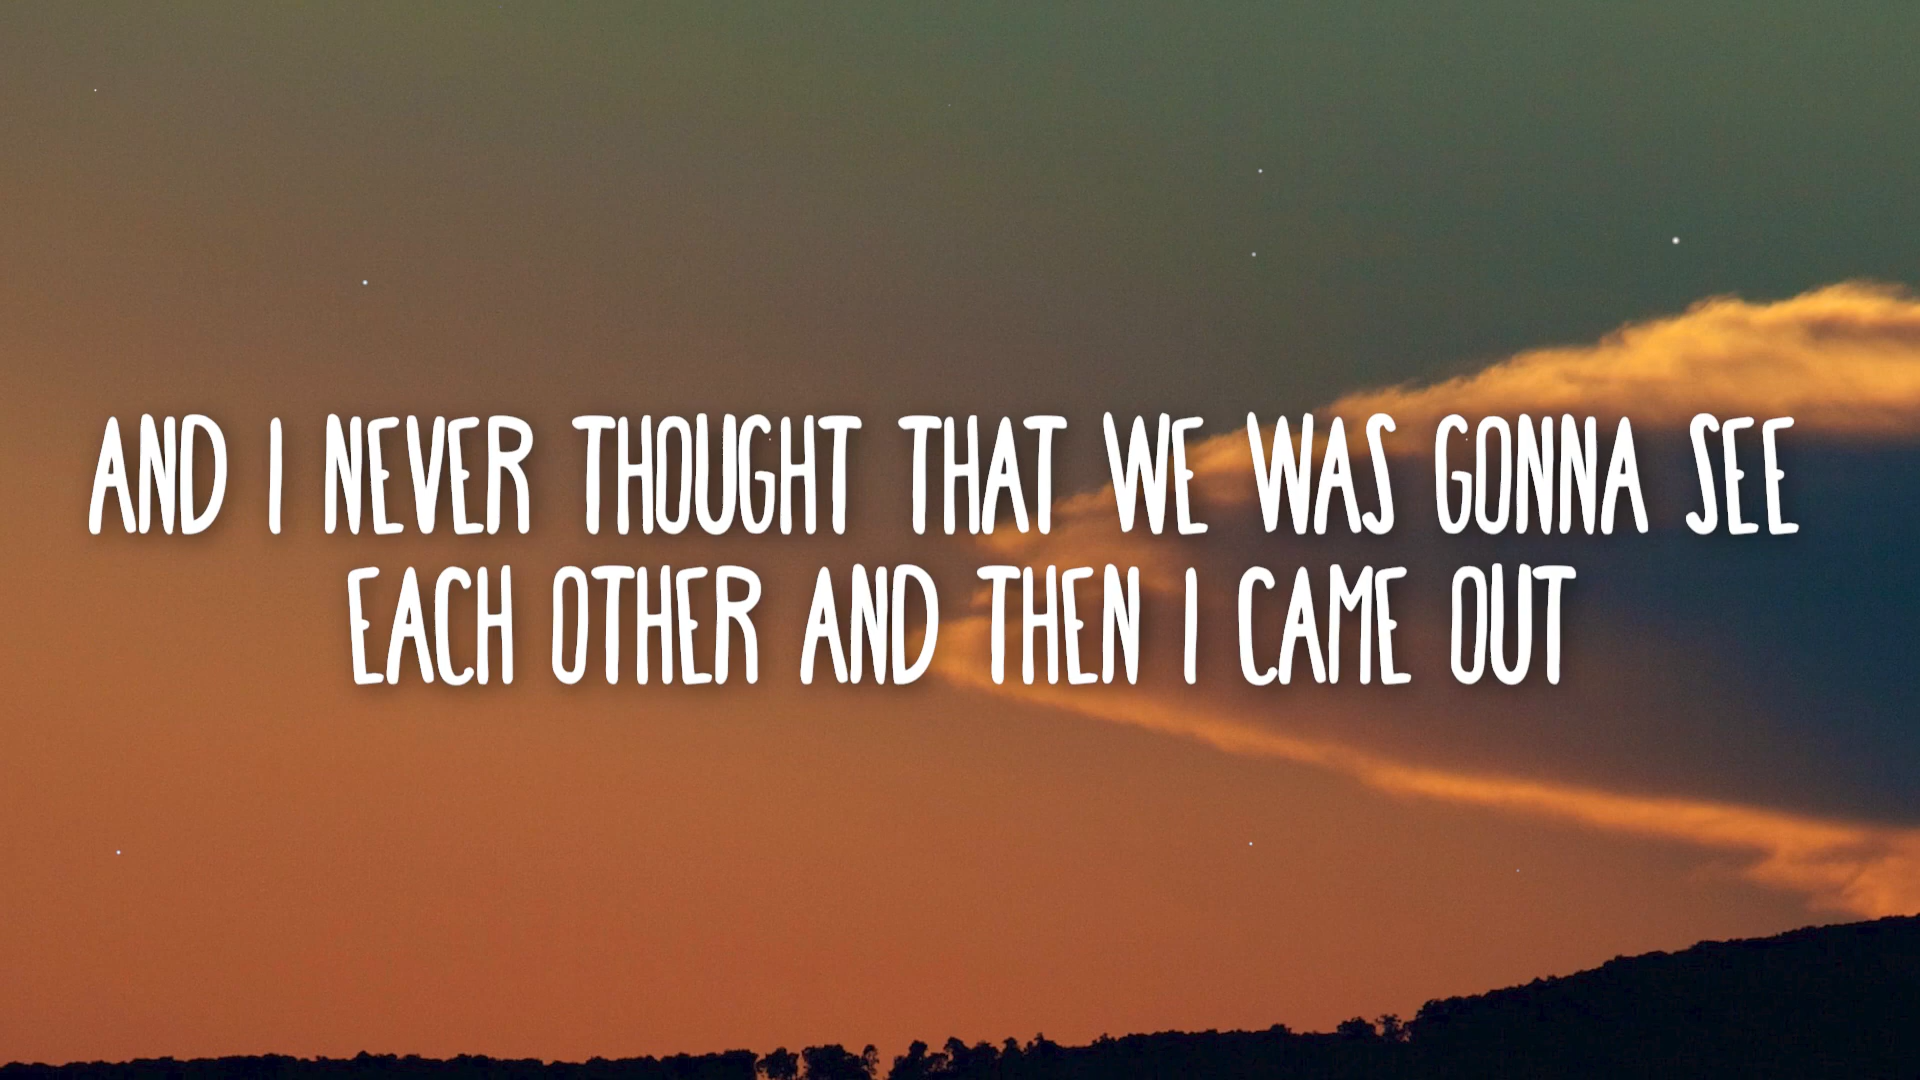 AND I NEVER THOUGHT THAT WE WAS GONNA SEE
EACH OTHER AND THEN I CAME OUT